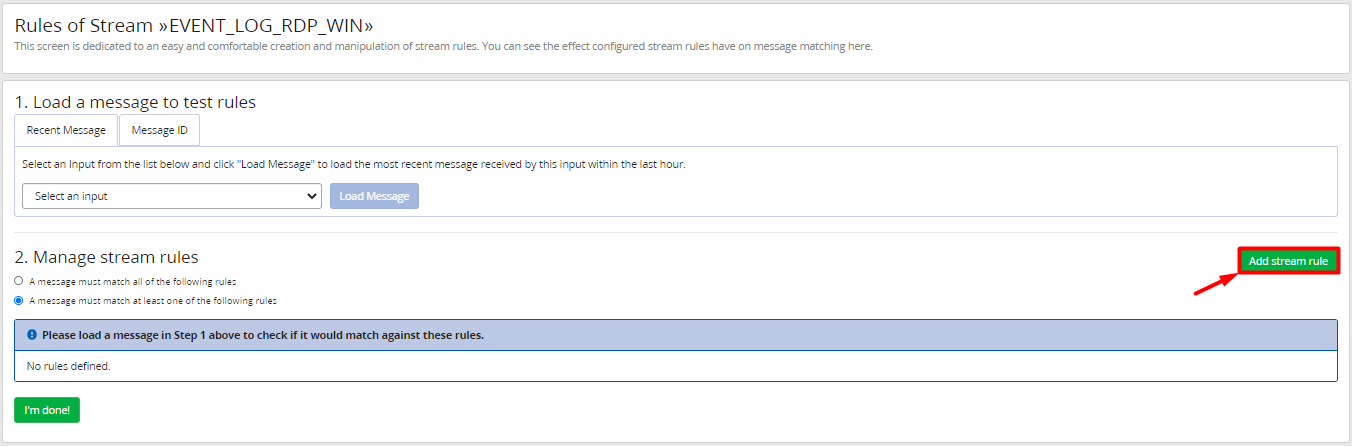 Rules of Stream »EVENT_LOG_RDP_WIN»
This screen is dedicated to an easy and comfortable creation and manipulation of stream rules. You can see the effect configured stream rules have on message matching here.
1. Load a message to test rules
Recent Message
Message ID
Select an Input from the list below and click "Load Message" to load the most recent message received by this input within the last hour.
Select an input
Load Message
2. Manage stream rules
Add stream rule
A message must match all of the following rules
A message must match at least one of the following rules
Please load a message in Step 1 above to check if it would match against these rules.
No rules defined.
I'm done!